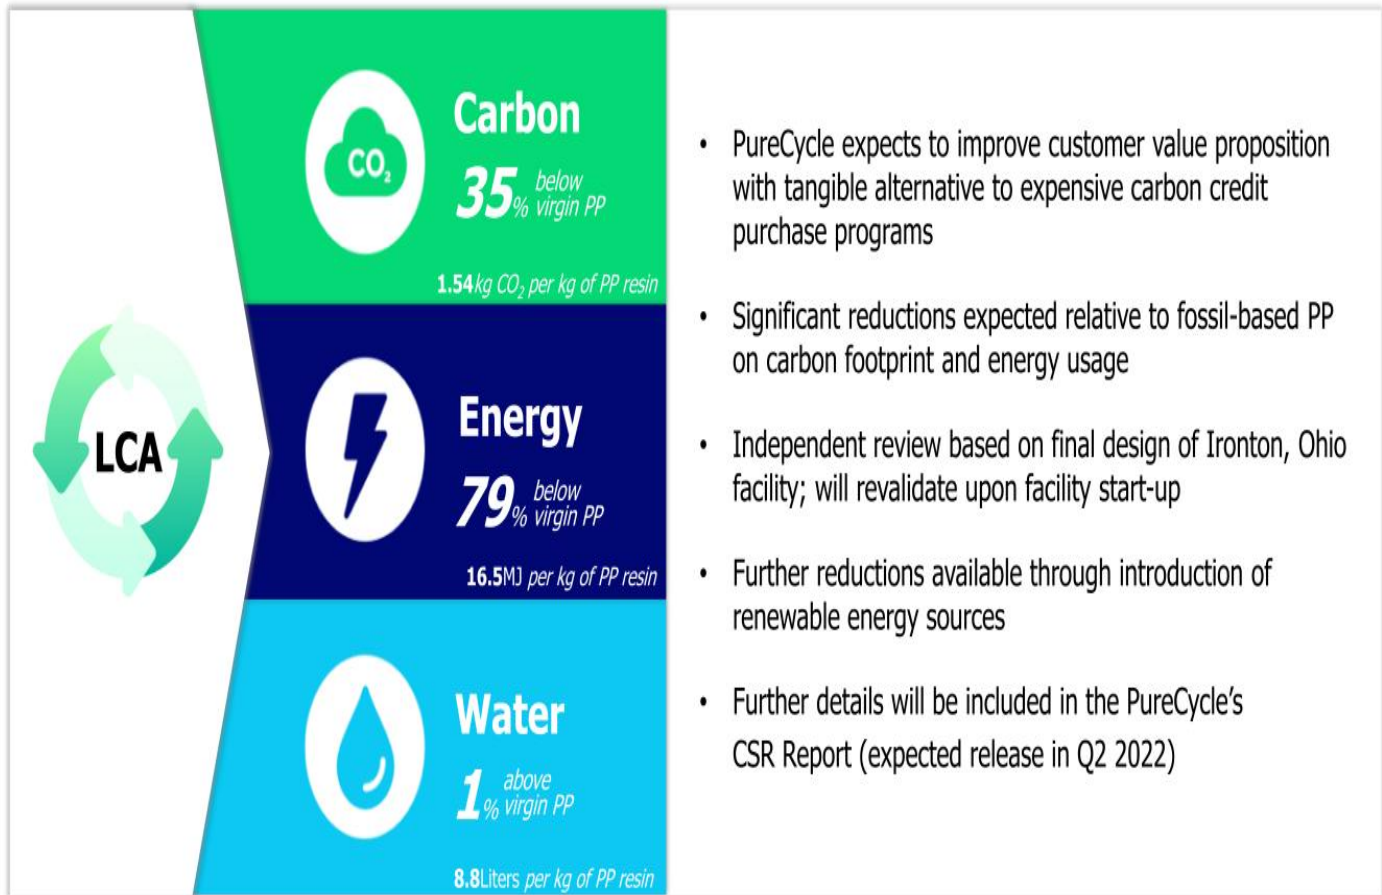 LCA
CO₂
Carbon
35% below virgin PP
1.54kg CO₂ per kg of PP resin
Energy
79% below virgin PP
16.5MJ per kg of PP resin
Water
1% above virgin PP
8.8Liters per kg of PP resin
• PureCycle expects to improve customer value proposition
with tangible alternative to expensive carbon credit
purchase programs
• Significant reductions expected relative to fossil-based PP
on carbon footprint and energy usage
• Independent review based on final design of Ironton, Ohio
facility; will revalidate upon facility start-up
• Further reductions available through introduction of
renewable energy sources
• Further details will be included in the PureCycle’s
CSR Report (expected release in Q2 2022)